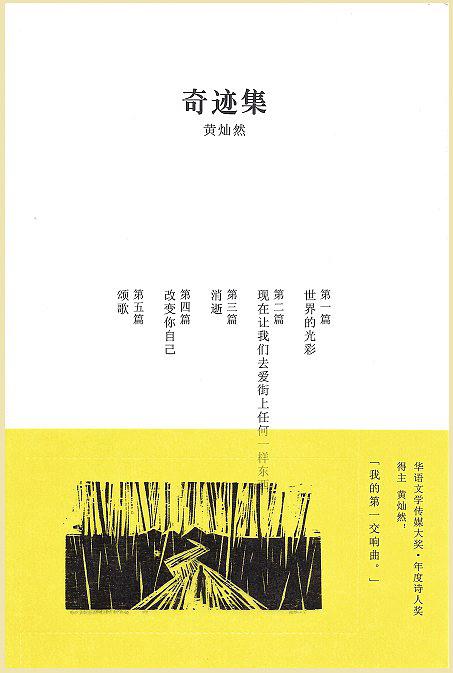 奇迹集
黄灿然
第一篇
世界的光彩
第二篇
现在让我们去爱街上任何一样东西
第三篇
消逝
第四篇
改变你自己
第五篇
颂歌
华语文学传媒大奖·年度诗人奖
得主 黄灿然：
「我的第一交响曲。」